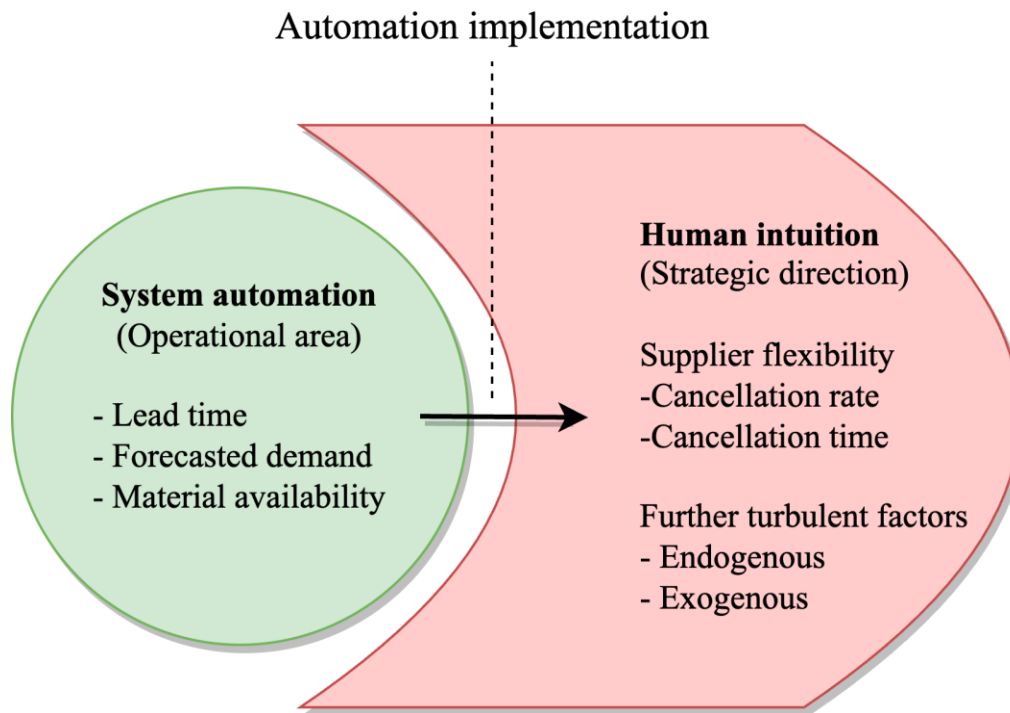 Automation implementation
System automation
(Operational area)
- Lead time
- Forecasted demand
- Material availability
Human intuition
(Strategic direction)
Supplier flexibility
-Cancellation rate
-Cancellation time
Further turbulent factors
- Endogenous
- Exogenous